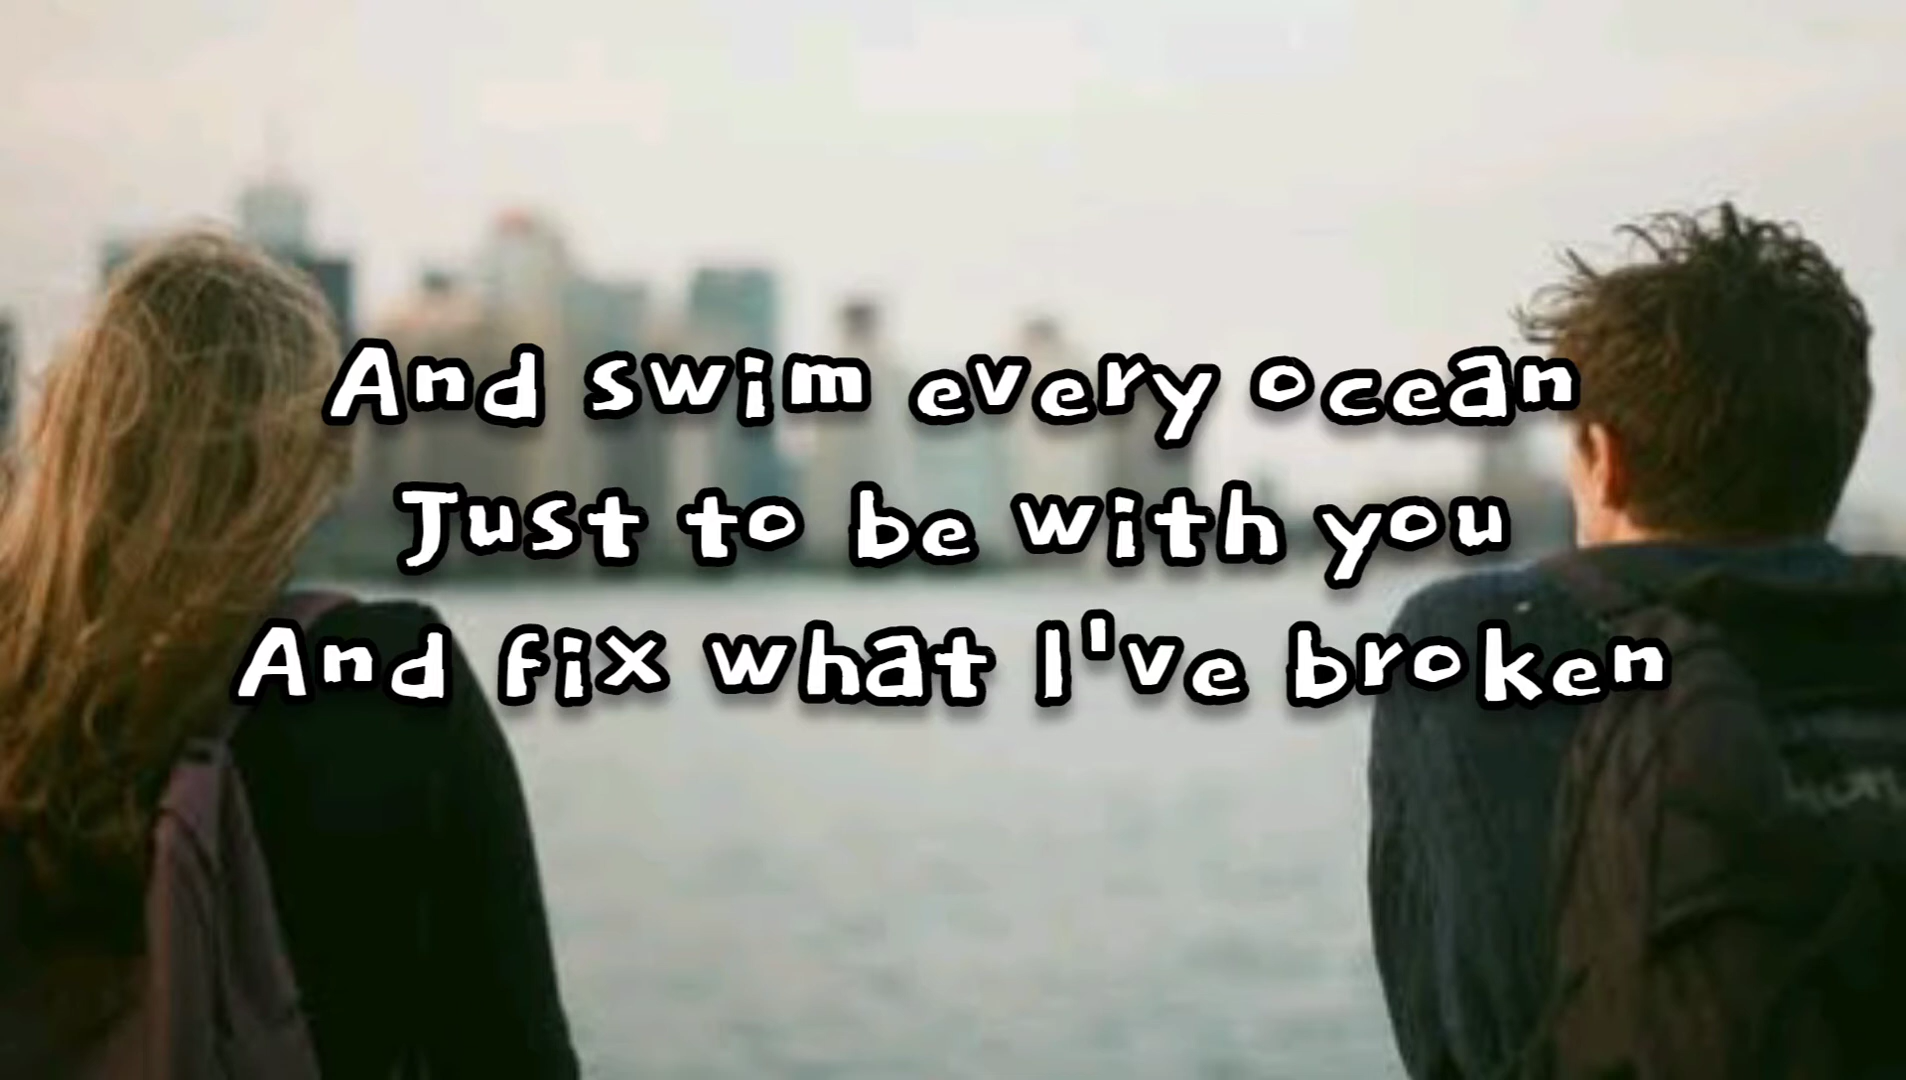 And swim every ocean
Just to be with you
And fix what I've broken